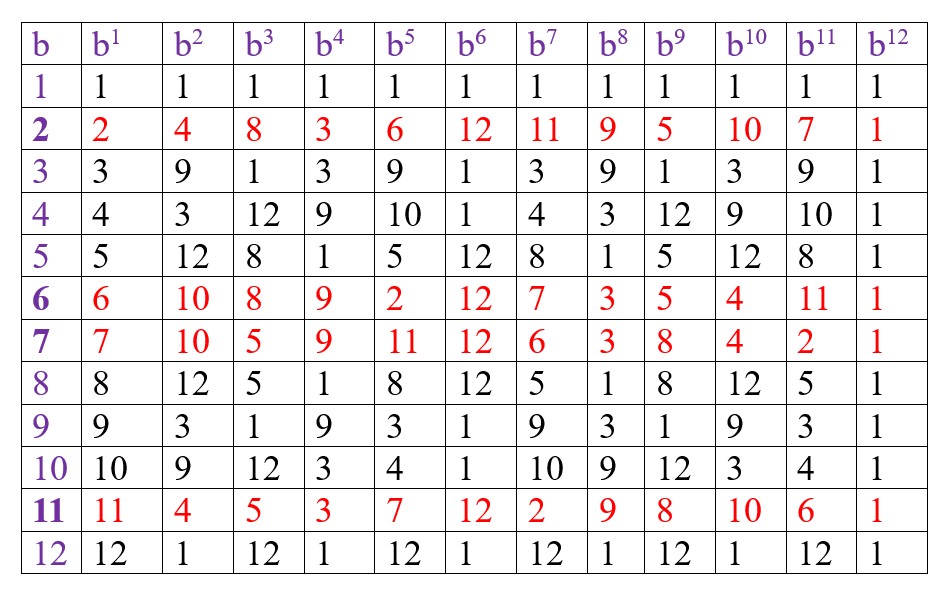 b b¹ b² b³ b⁴ b⁵ b⁶ b⁷ b⁸ b⁹ b¹⁰ b¹¹ b¹²
1 1 1 1 1 1 1 1 1 1 1 1 1
2 2 4 8 3 6 12 11 9 5 10 7 1
3 3 9 1 3 9 1 3 9 1 3 9 1
4 4 3 12 9 10 1 4 3 12 9 10 1
5 5 12 8 1 5 12 8 1 5 12 8 1
6 6 10 8 9 2 12 7 3 5 4 11 1
7 7 10 5 9 11 12 6 3 8 4 2 1
8 8 12 5 1 8 12 5 1 8 12 5 1
9 9 3 1 9 3 1 9 3 1 9 3 1
10 10 9 12 3 4 1 10 9 12 3 4 1
11 11 4 5 3 7 12 2 9 8 10 6 1
12 12 1 12 1 12 1 12 1 12 1 12 1